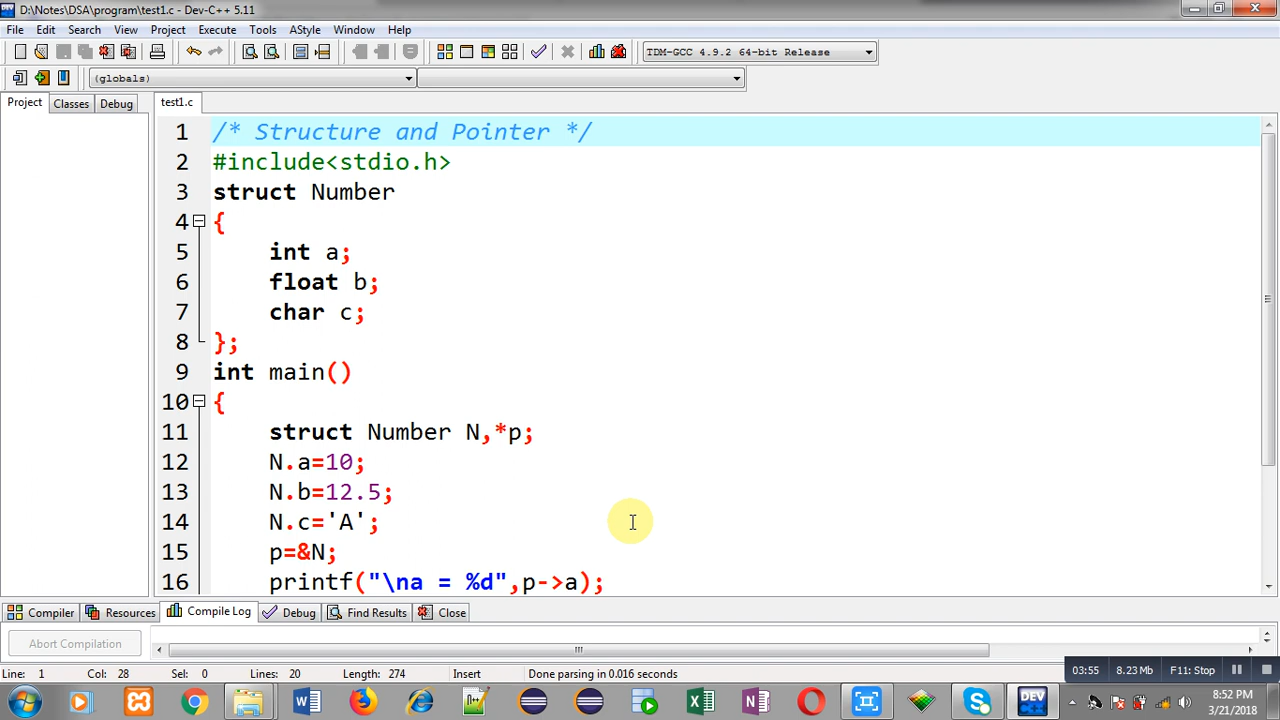 D:\Notes\DSA\program\test1.c - Dev-C++ 5.11
File Edit Search View Project Execute Tools AStyle Window Help
TDM-GCC 4.9.2 64-bit Release
(globals)
Project Classes Debug test1.c
1 /* Structure and Pointer */
2 #include<stdio.h>
3 struct Number
4 {
5 int a;
6 float b;
7 char c;
8 };
9 int main()
10 {
11 struct Number N,*p;
12 N.a=10;
13 N.b=12.5;
14 N.c='A';
15 p=&N;
16 printf("\na = %d",p->a);
Compiler Resources Compile Log Debug Find Results Close
Abort Compilation
03:55 8.23 Mb F11: Stop
Line: 1 Col: 28 Sel: 0 Lines: 20 Length: 274 Insert Done parsing in 0.016 seconds
DEV
8:52 PM
3/21/2018